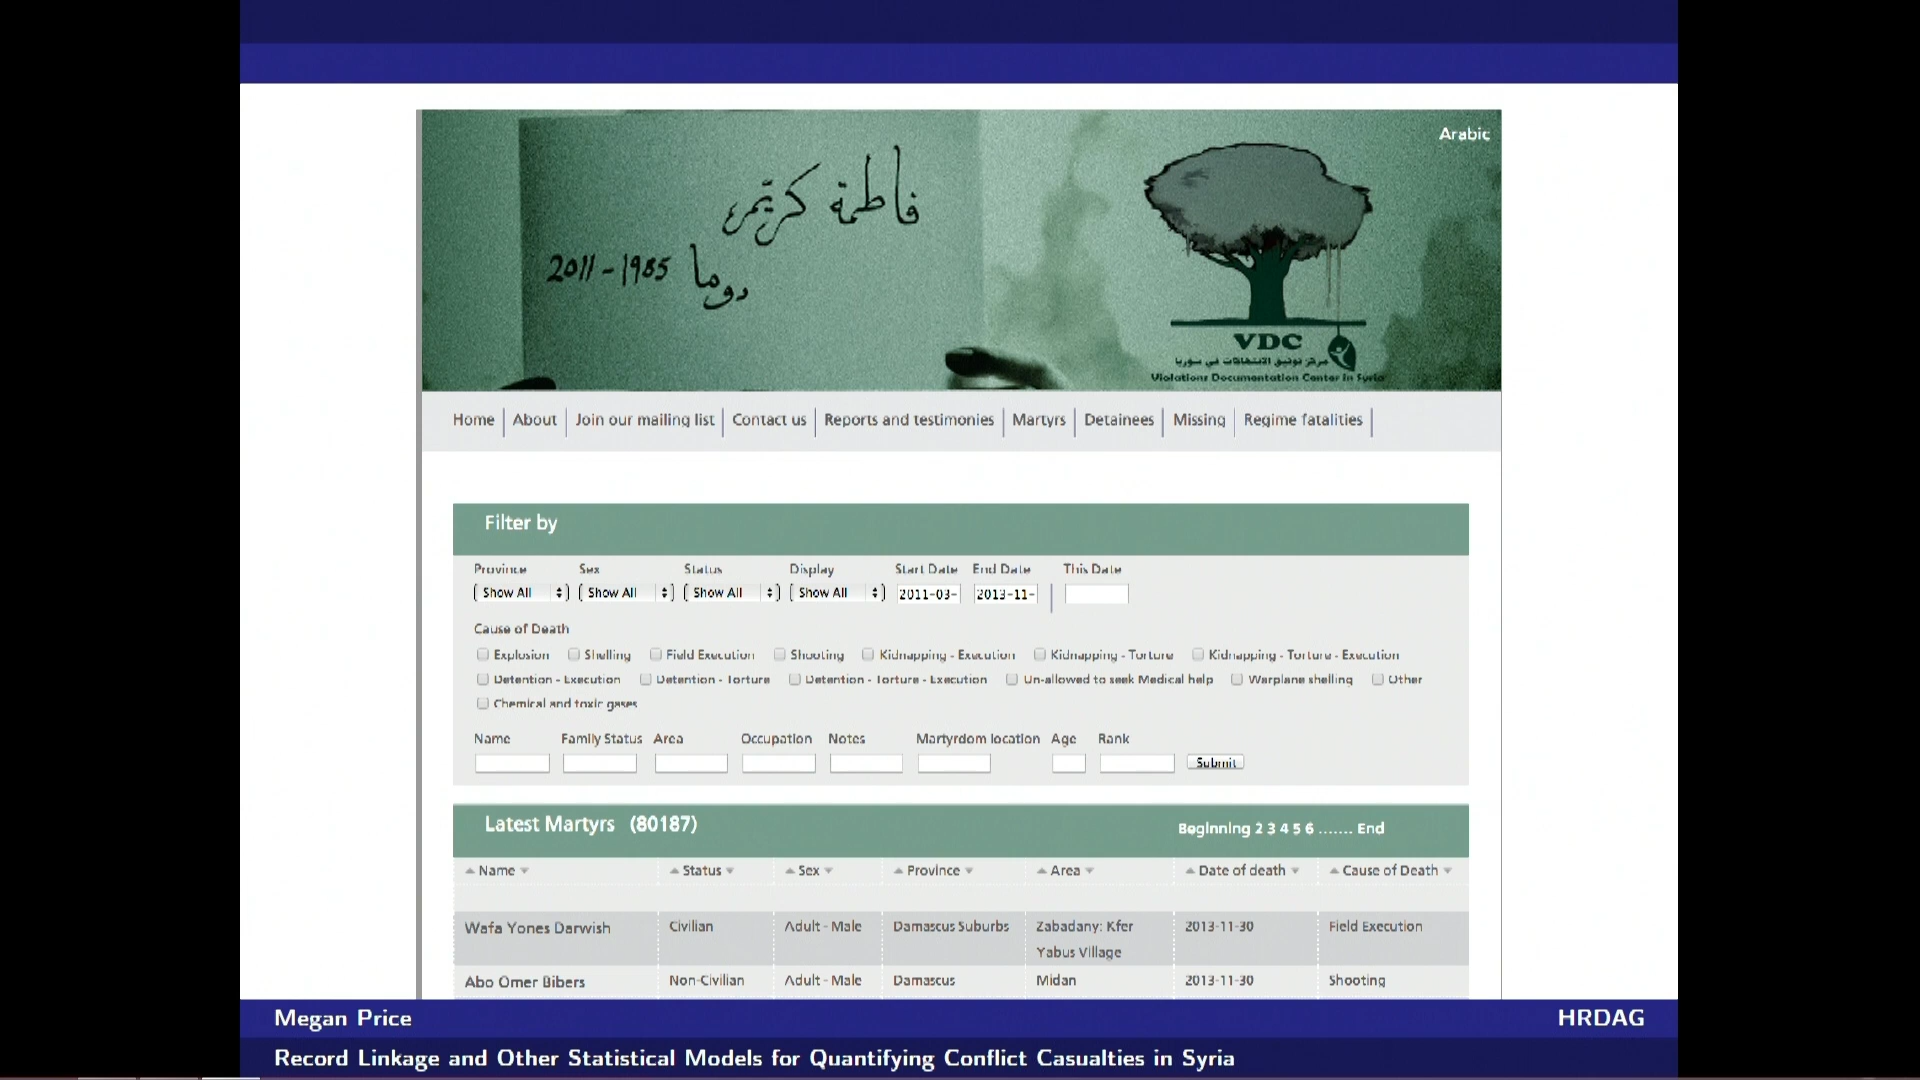 Arabic
فاطمة كريّم
دوما 1985 - 2011
VDC
مركز توثيق الانتهاكات في سوريا
Violations Documentation Center in Syria
Home About Join our mailing list Contact us Reports and testimonies Martyrs Detainees Missing Regime fatalities
Filter by
Province Sex Status Display Start Date End Date This Date
Show All Show All Show All Show All 2011-03- 2013-11-
Cause of Death
Explosion Shelling Field Execution Shooting Kidnapping - Execution Kidnapping - Torture Kidnapping - Torture - Execution
Detention - Execution Detention - Torture Detention - Torture - Execution Un-allowed to seek Medical help Warplane shelling Other
Chemical and toxic gases
Name Family Status Area Occupation Notes Martyrdom location Age Rank
Submit
Latest Martyrs (80187) Beginning 2 3 4 5 6 ....... End
Name Status Sex Province Area Date of death Cause of Death
Wafa Yones Darwish Civilian Adult - Male Damascus Suburbs Zabadany: Kfer 2013-11-30 Field Execution
Yabus Village
Abo Omer Bibers Non-Civilian Adult - Male Damascus Midan 2013-11-30 Shooting
Megan Price HRDAG
Record Linkage and Other Statistical Models for Quantifying Conflict Casualties in Syria